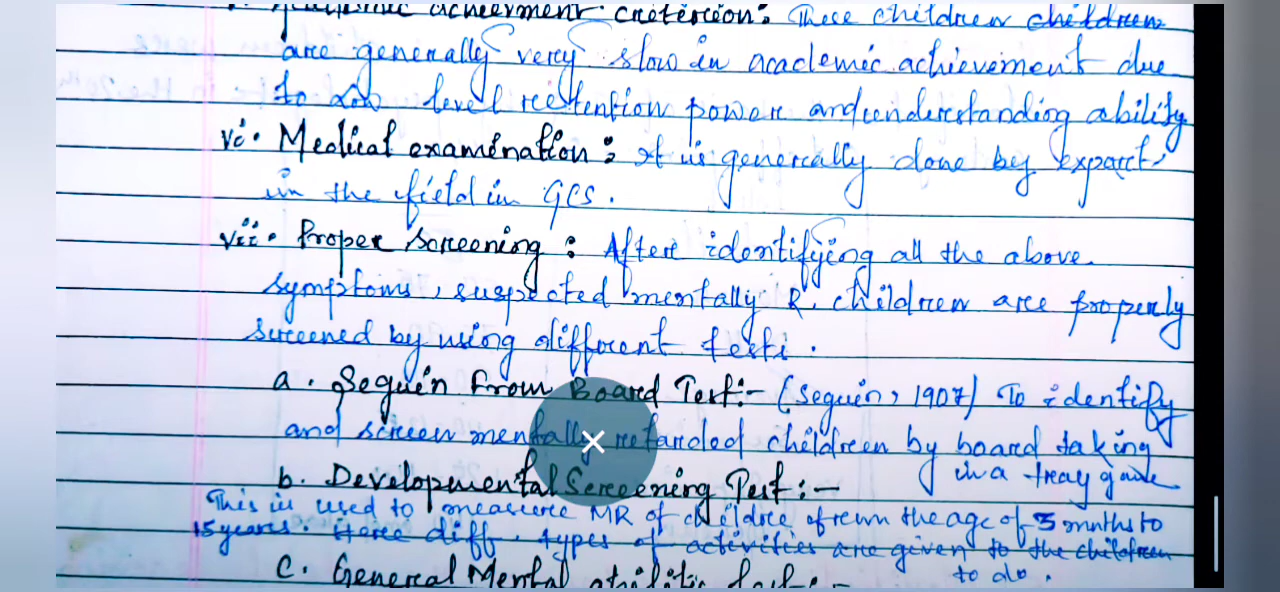 achievement criterion: These children children
are generally very slow in academic achievement due
to low level retention power and understanding ability
vi. Medical examination: It is generally done by expert
in the field in GCS.
vii. Proper screening: After identifying all the above
symptoms, suspected mentally R. children are properly
screened by using different tests.
a. Seguin From Board Test:- (Seguin, 1907) To identify
and screen mentally retarded children by board taking
in a tray game
b. Developmental Screening Test:-
This is used to measure MR of children from the age of 3 months to
15 years. Here diff. types of activities are given to the children
to do.
c. General Mental